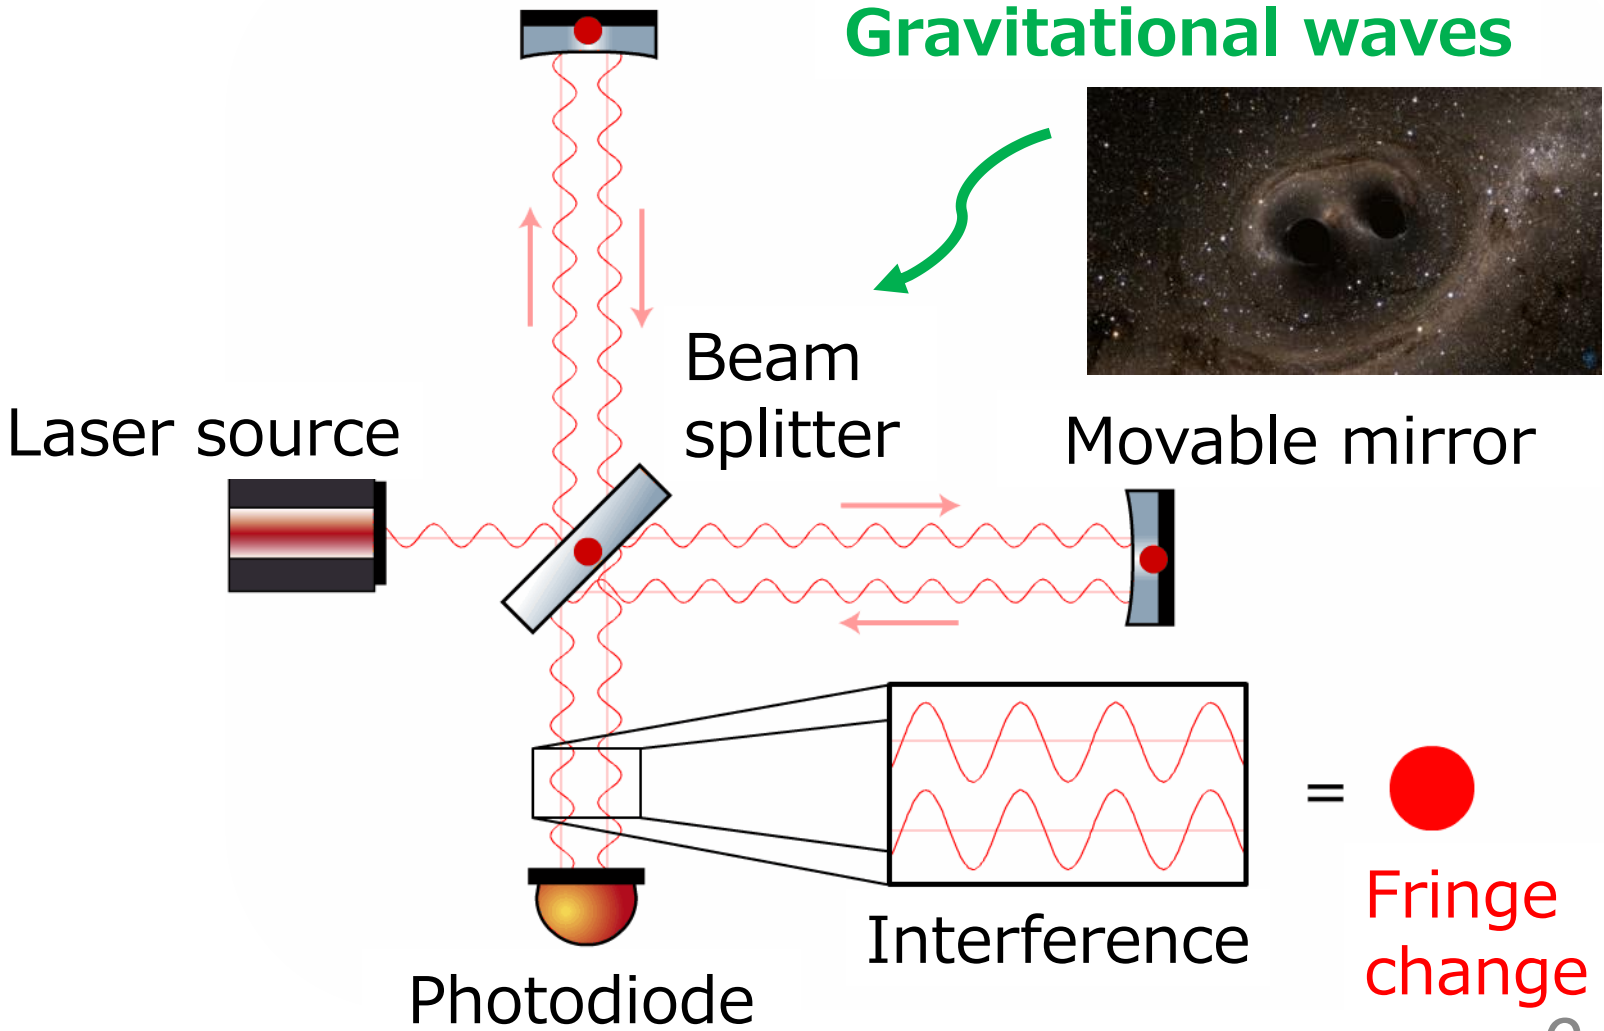 Gravitational waves
Beam
splitter
Laser source
Movable mirror
=
Interference
Fringe
change
Photodiode